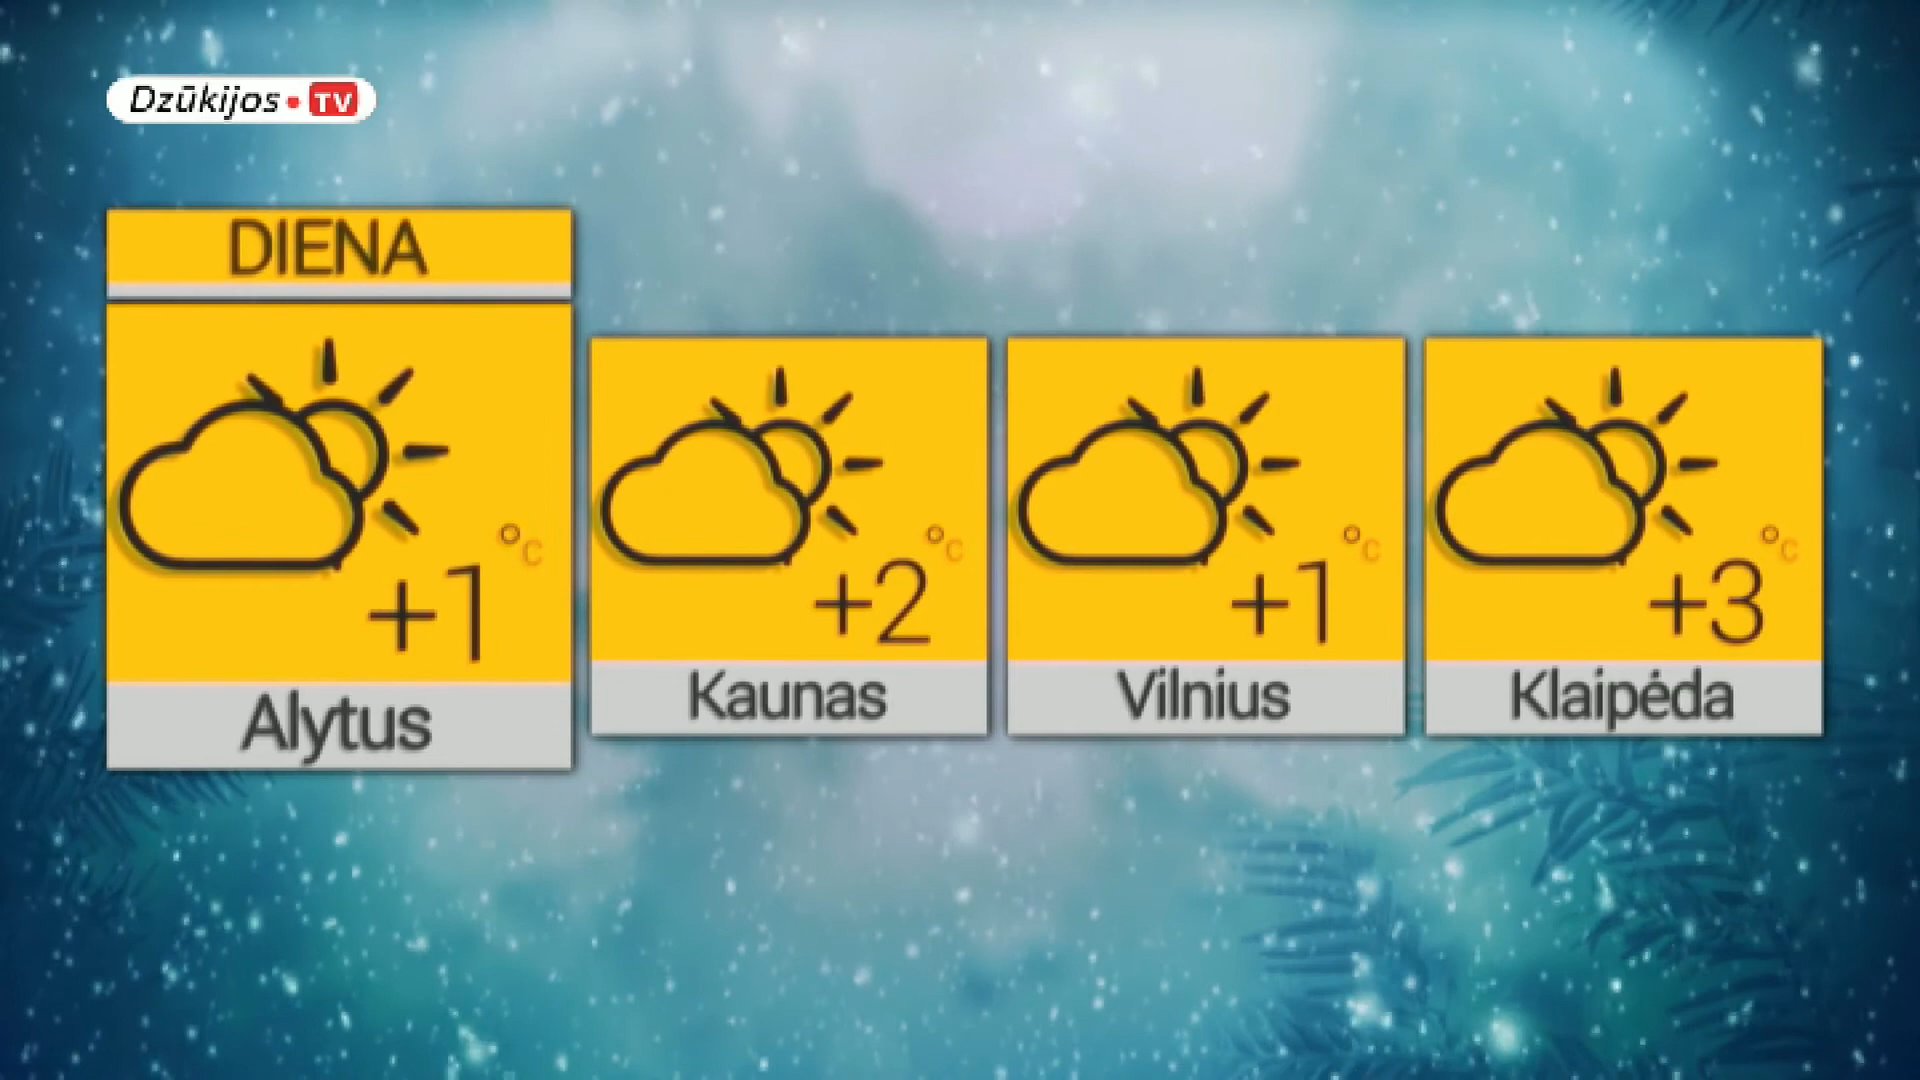 Dzūkijos TV
DIENA
+1 °C
Alytus
+2 °C
Kaunas
+1 °C
Vilnius
+3 °C
Klaipėda